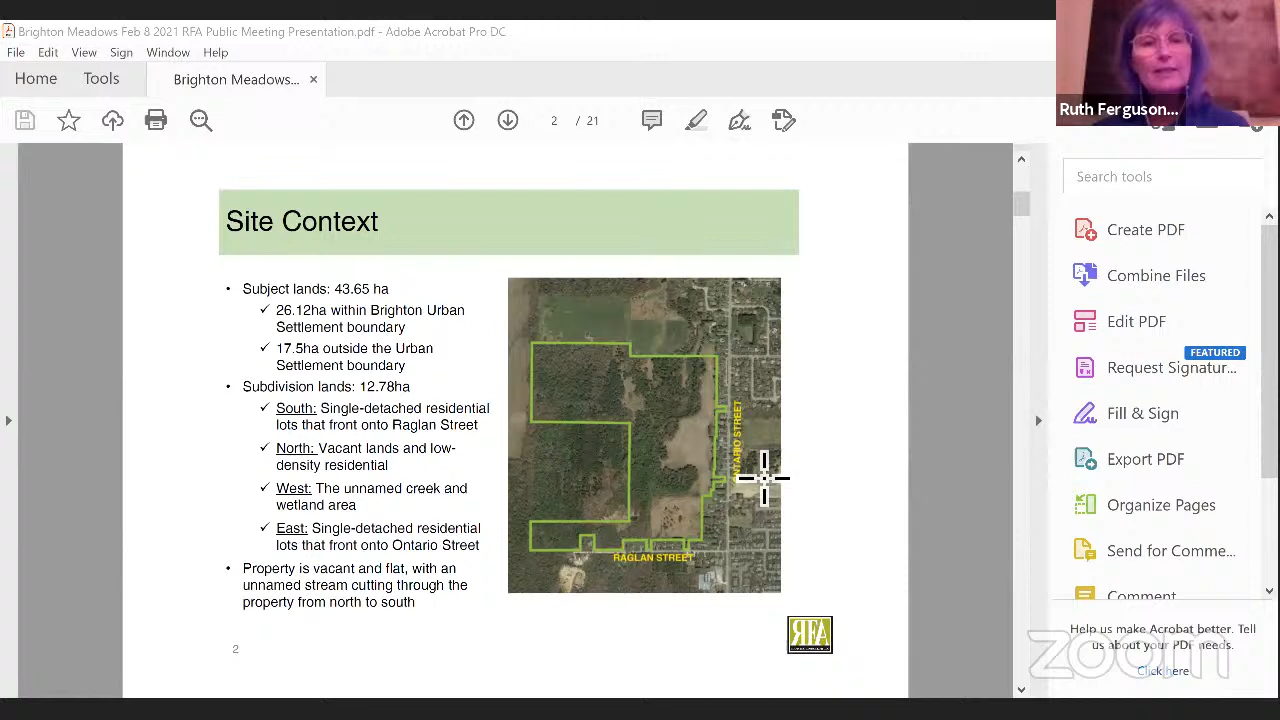 Brighton Meadows Feb 8 2021 RFA Public Meeting Presentation.pdf - Adobe Acrobat Pro DC
File Edit View Sign Window Help
Home Tools Brighton Meadows... ×
2 / 21
Ruth Ferguson...
Site Context
• Subject lands: 43.65 ha
✓ 26.12ha within Brighton Urban
Settlement boundary
✓ 17.5ha outside the Urban
Settlement boundary
• Subdivision lands: 12.78ha
✓ South: Single-detached residential
lots that front onto Raglan Street
✓ North: Vacant lands and low-
density residential
✓ West: The unnamed creek and
wetland area
✓ East: Single-detached residential
lots that front onto Ontario Street
• Property is vacant and flat, with an
unnamed stream cutting through the
property from north to south
ONTARIO STREET
RAGLAN STREET
2
RFA
Search tools
Create PDF
Combine Files
Edit PDF
FEATURED
Request Signatur...
Fill & Sign
Export PDF
Organize Pages
Send for Comme...
Comment
Help us make Acrobat better. Tell
us about your PDF needs.
Click here
zoom